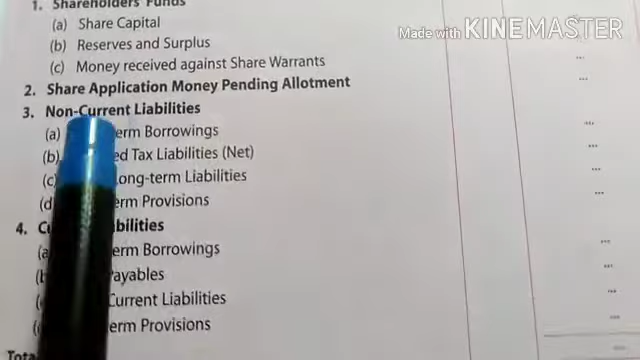 1. Shareholders' Funds
(a) Share Capital
(b) Reserves and Surplus
(c) Money received against Share Warrants
2. Share Application Money Pending Allotment
3. Non-Current Liabilities
(a) erm Borrowings
(b) ed Tax Liabilities (Net)
(c) ong-term Liabilities
(d erm Provisions
4. C bilities
(a erm Borrowings
(b ayables
( Current Liabilities
( erm Provisions
Tota
Made with KINEMASTER